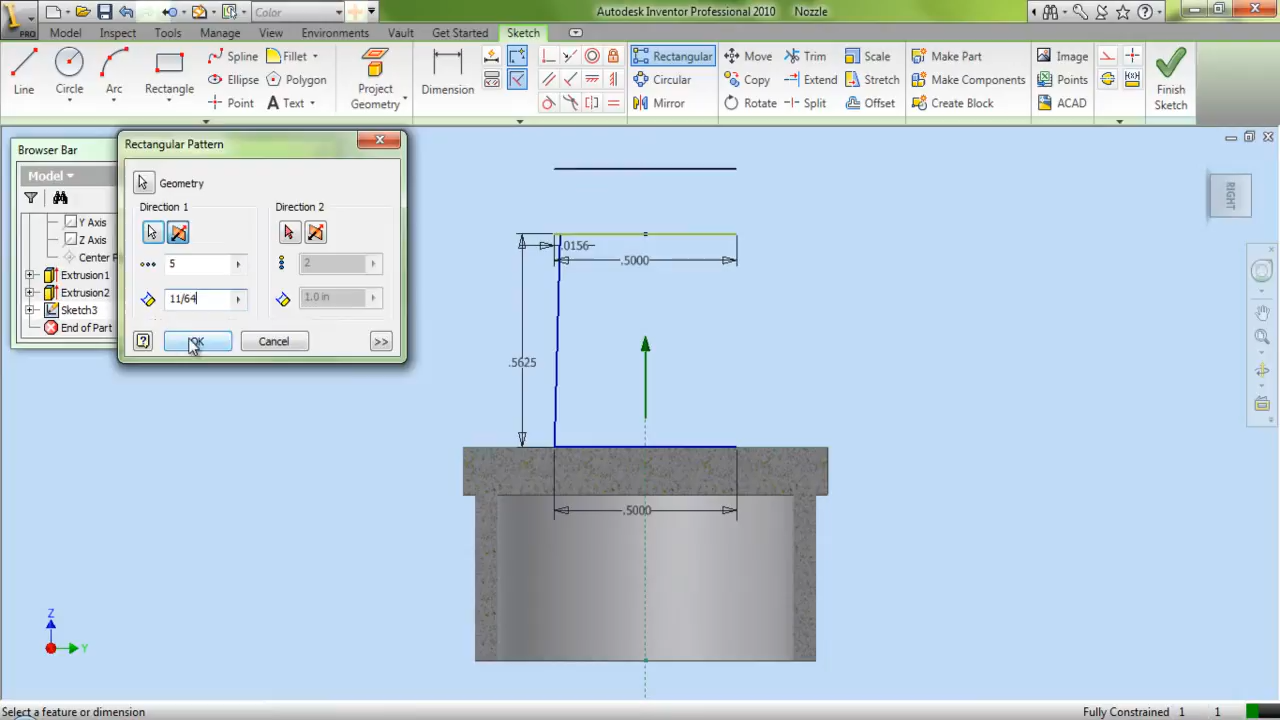 PRO
Color
Autodesk Inventor Professional 2010 Nozzle
Model Inspect Tools Manage View Environments Vault Get Started Sketch
Line
Circle
Arc
Rectangle
Spline
Ellipse
Point
Fillet
Polygon
Text
Project
Geometry
Dimension
Rectangular
Circular
Mirror
Move
Copy
Rotate
Trim
Extend
Split
Scale
Stretch
Offset
Make Part
Make Components
Create Block
Image
Points
ACAD
Finish
Sketch
Browser Bar
Model
Y Axis
Z Axis
Center P
Extrusion1
Extrusion2
Sketch3
End of Part
Rectangular Pattern
Geometry
Direction 1
Direction 2
5
2
11/64
1.0 in
OK
Cancel
>>
RIGHT
.0156
.5000
.5625
.5000
Z
Y
Select a feature or dimension
Fully Constrained 1 1